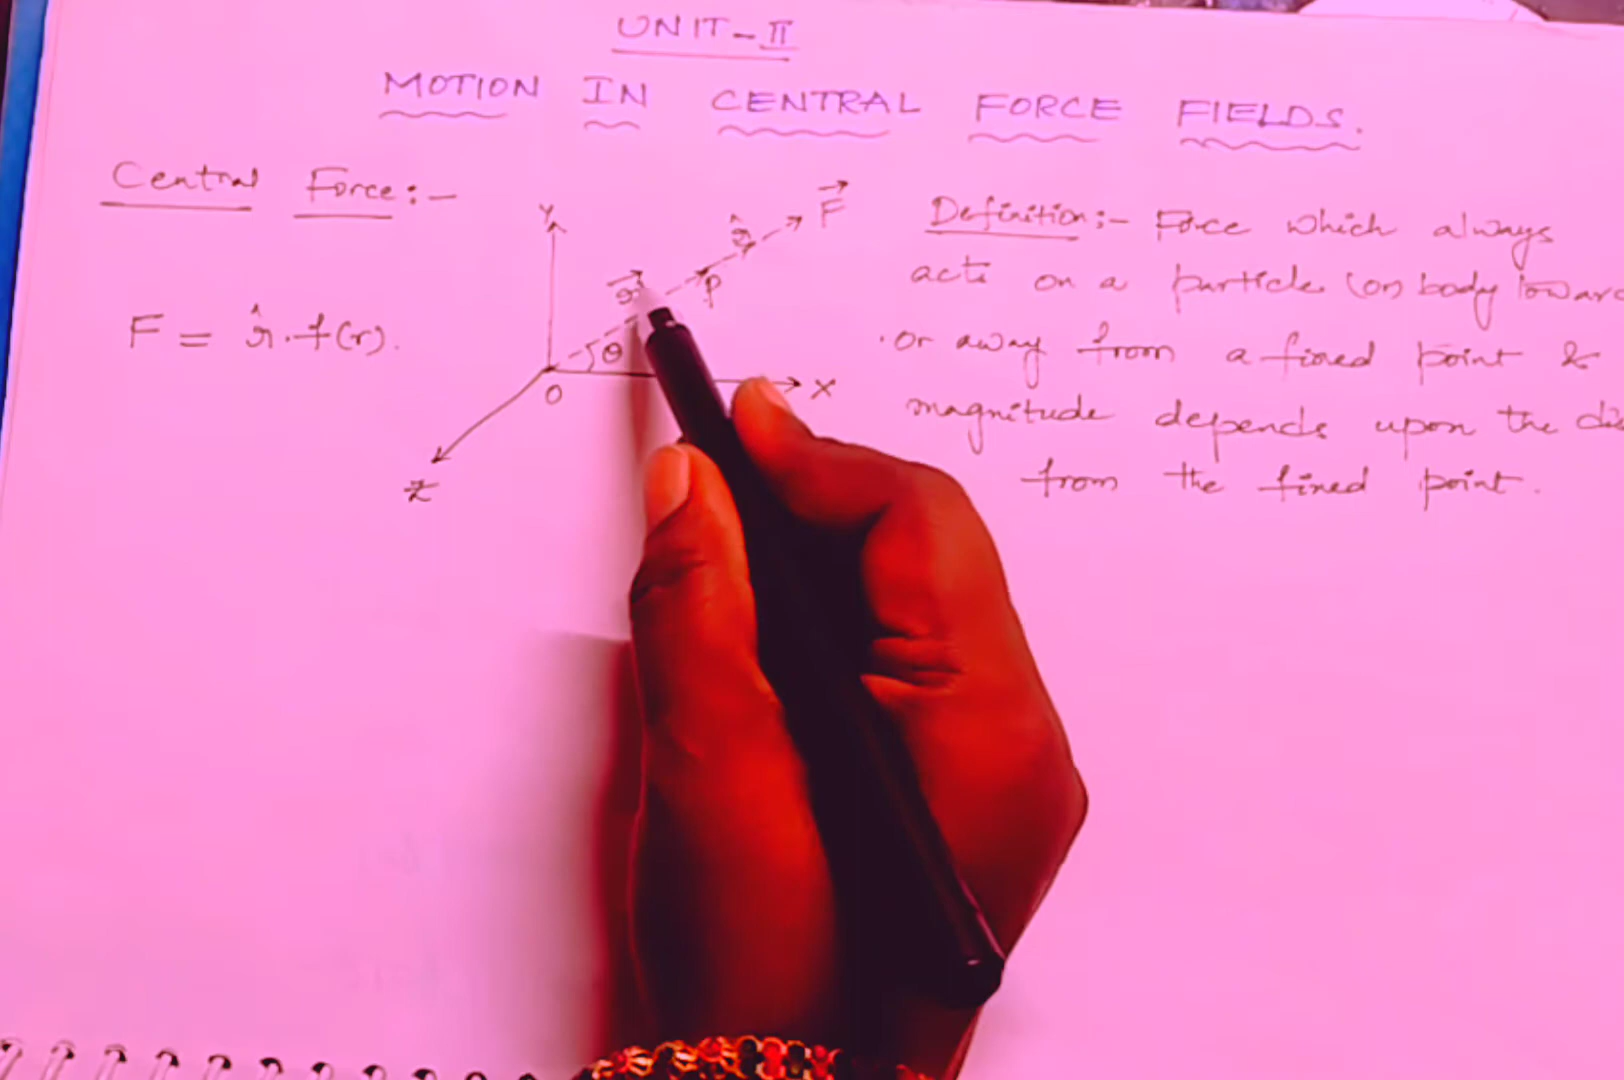 UNIT-II
MOTION IN CENTRAL FORCE FIELDS.
Central Force:-
F = r̂.f(r).
Y
r⃗
P
r̂
F⃗
θ
O
X
Z
Definition:- Force which always
acts on a particle (or) body toward
or away from a fixed point &
magnitude depends upon the dis
from the fixed point.